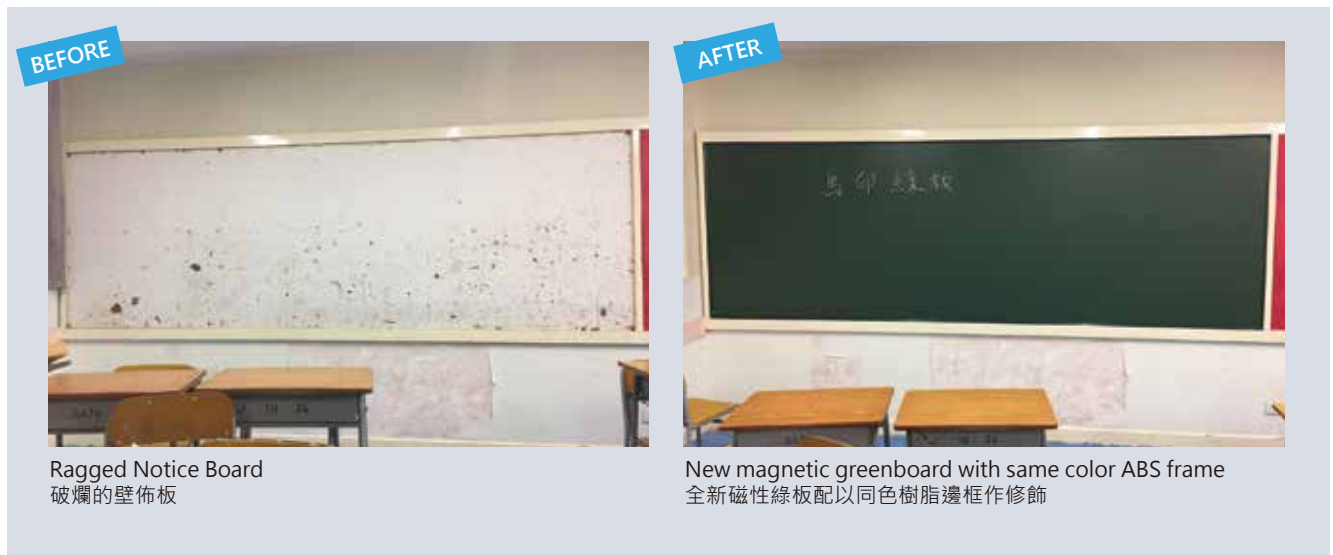 BEFORE
AFTER
馬印綠板
Ragged Notice Board
破爛的壁佈板
New magnetic greenboard with same color ABS frame
全新磁性綠板配以同色樹脂邊框作修飾